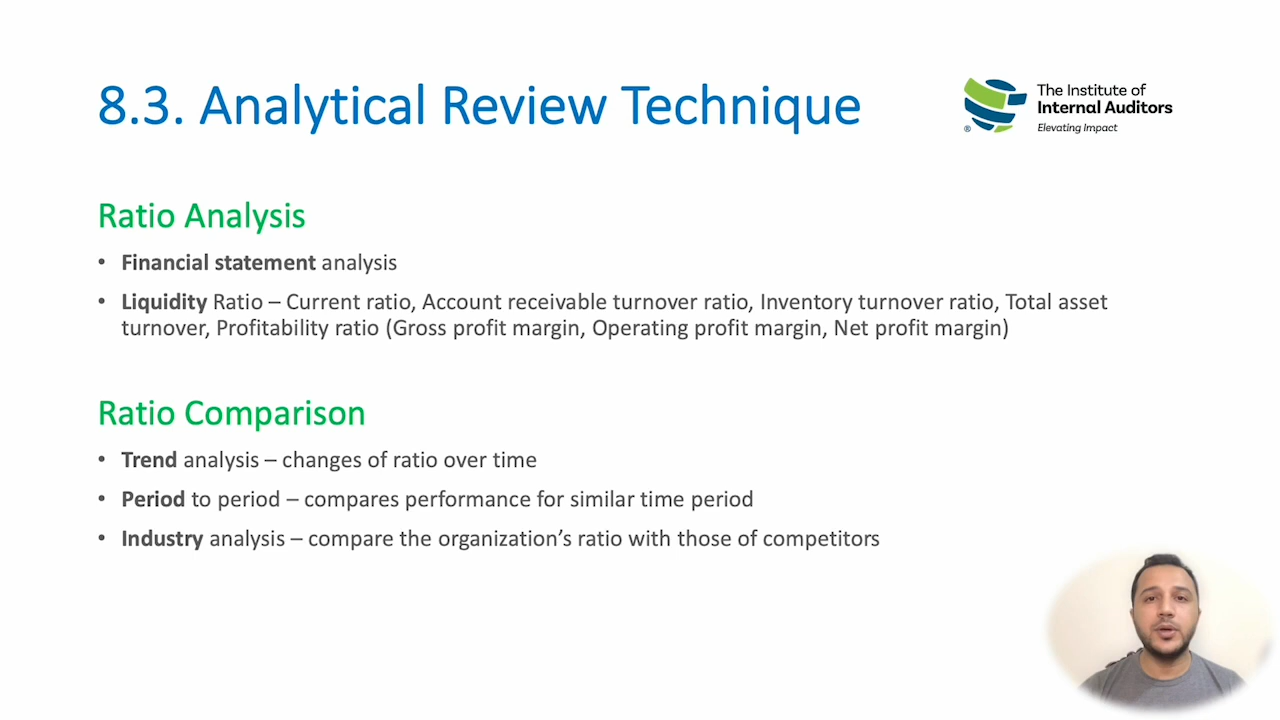 8.3. Analytical Review Technique
The Institute of
Internal Auditors
Elevating Impact
®
Ratio Analysis
• Financial statement analysis
• Liquidity Ratio – Current ratio, Account receivable turnover ratio, Inventory turnover ratio, Total asset
turnover, Profitability ratio (Gross profit margin, Operating profit margin, Net profit margin)
Ratio Comparison
• Trend analysis – changes of ratio over time
• Period to period – compares performance for similar time period
• Industry analysis – compare the organization’s ratio with those of competitors